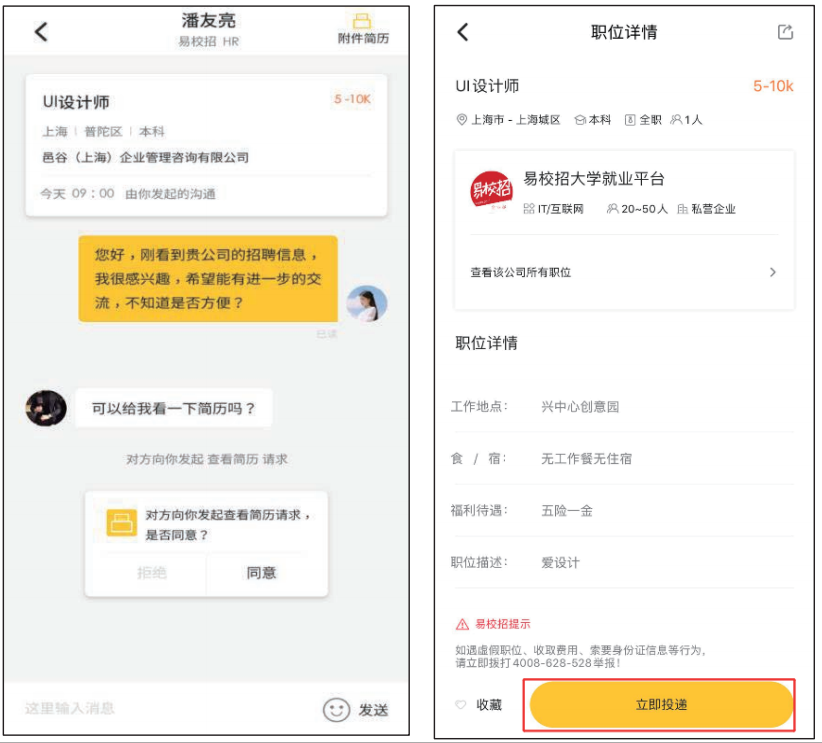 潘友亮
易校招 HR
附件简历
UI设计师
5-10K
上海 | 普陀区 | 本科
邑谷（上海）企业管理咨询有限公司
今天 09：00 由你发起的沟通
您好，刚看到贵公司的招聘信息，
我很感兴趣，希望能有进一步的交
流，不知道是否方便？
已读
可以给我看一下简历吗？
对方向你发起 查看简历 请求
对方向你发起查看简历请求，
是否同意？
拒绝
同意
这里输入消息
发送
职位详情
UI设计师
5-10k
上海市 - 上海城区 本科 全职 1人
易校招
易校招大学就业平台
IT/互联网 20~50人 私营企业
查看该公司所有职位
职位详情
工作地点： 兴中心创意园
食 / 宿： 无工作餐无住宿
福利待遇： 五险一金
职位描述： 爱设计
易校招提示
如遇虚假职位、收取费用、索要身份证信息等行为，
请立即拨打4008-628-528举报！
收藏
立即投递